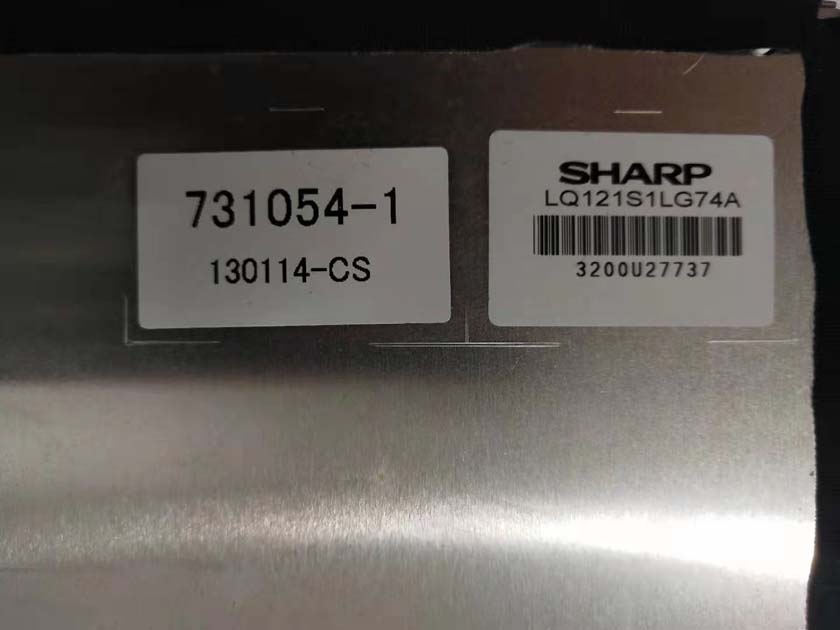 731054-1
130114-CS
SHARP
LQ121S1LG74A
3200U27737